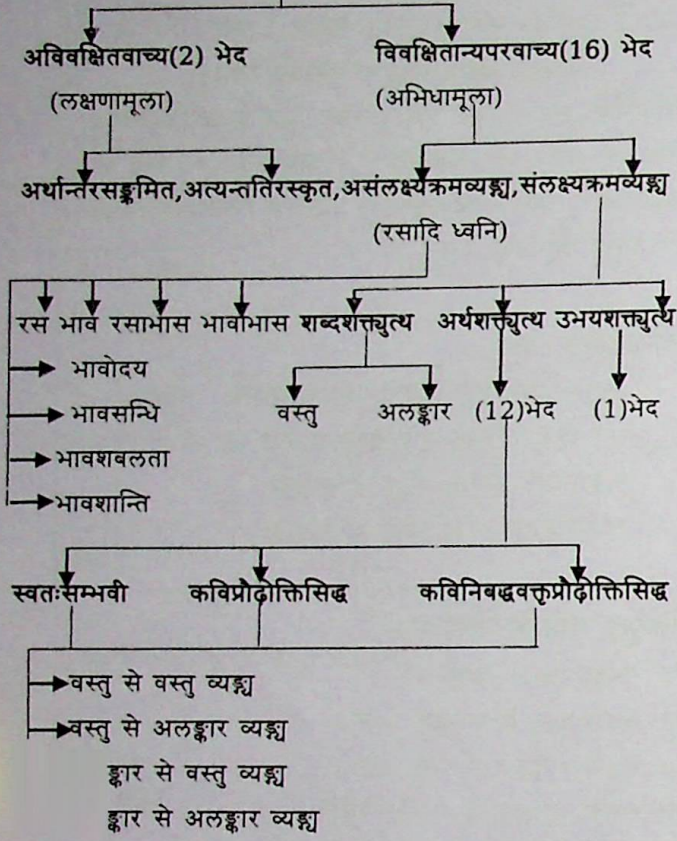 अविवक्षितवाच्य(2) भेद विवक्षितान्यपरवाच्य(16) भेद
(लक्षणामूला) (अभिधामूला)
अर्थान्तरसङ्क्रमित,अत्यन्ततिरस्कृत,असंलक्ष्यक्रमव्यङ्ग्य,संलक्ष्यक्रमव्यङ्ग्य
(रसादि ध्वनि)
रस भाव रसाभास भावाभास शब्दशक्त्युत्थ अर्थशक्त्युत्थ उभयशक्त्युत्थ
भावोदय
भावसन्धि वस्तु अलङ्कार (12)भेद (1)भेद
भावशबलता
भावशान्ति
स्वतःसम्भवी कविप्रौढोक्तिसिद्ध कविनिबद्धवक्तृप्रौढोक्तिसिद्ध
वस्तु से वस्तु व्यङ्ग्य
वस्तु से अलङ्कार व्यङ्ग्य
ङ्कार से वस्तु व्यङ्ग्य
ङ्कार से अलङ्कार व्यङ्ग्य